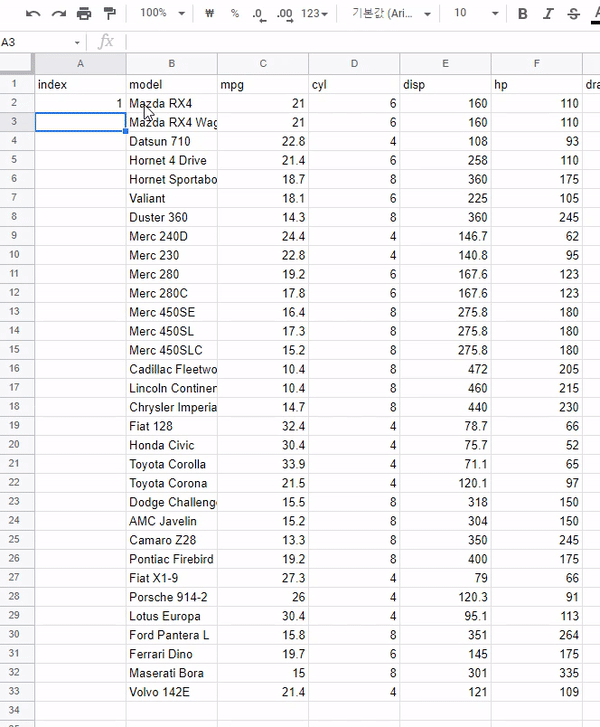 100% ₩ % .0 .00 123 기본값 (Ari... 10 B I S A
A3 fx
A B C D E F
1 index model mpg cyl disp hp dra
2 1 Mazda RX4 21 6 160 110
3 Mazda RX4 Wag 21 6 160 110
4 Datsun 710 22.8 4 108 93
5 Hornet 4 Drive 21.4 6 258 110
6 Hornet Sportabo 18.7 8 360 175
7 Valiant 18.1 6 225 105
8 Duster 360 14.3 8 360 245
9 Merc 240D 24.4 4 146.7 62
10 Merc 230 22.8 4 140.8 95
11 Merc 280 19.2 6 167.6 123
12 Merc 280C 17.8 6 167.6 123
13 Merc 450SE 16.4 8 275.8 180
14 Merc 450SL 17.3 8 275.8 180
15 Merc 450SLC 15.2 8 275.8 180
16 Cadillac Fleetwo 10.4 8 472 205
17 Lincoln Continen 10.4 8 460 215
18 Chrysler Imperia 14.7 8 440 230
19 Fiat 128 32.4 4 78.7 66
20 Honda Civic 30.4 4 75.7 52
21 Toyota Corolla 33.9 4 71.1 65
22 Toyota Corona 21.5 4 120.1 97
23 Dodge Challeng 15.5 8 318 150
24 AMC Javelin 15.2 8 304 150
25 Camaro Z28 13.3 8 350 245
26 Pontiac Firebird 19.2 8 400 175
27 Fiat X1-9 27.3 4 79 66
28 Porsche 914-2 26 4 120.3 91
29 Lotus Europa 30.4 4 95.1 113
30 Ford Pantera L 15.8 8 351 264
31 Ferrari Dino 19.7 6 145 175
32 Maserati Bora 15 8 301 335
33 Volvo 142E 21.4 4 121 109
34